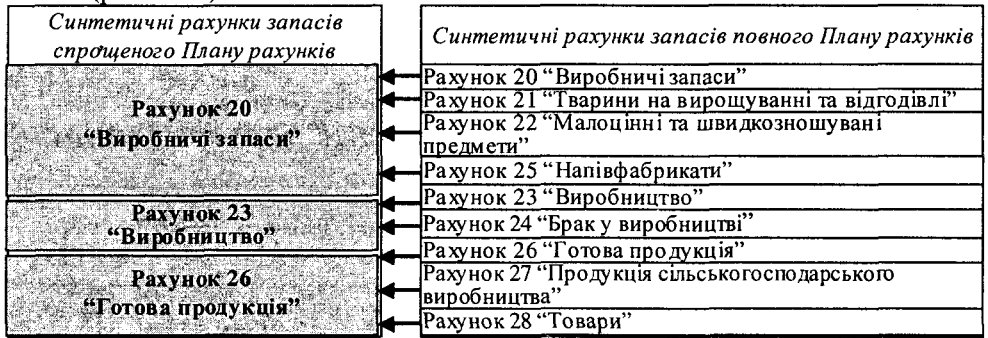 Синтетичні рахунки запасів
спрощеного Плану рахунків
Рахунок 20
“Виробничі запаси”
Рахунок 23
“Виробництво”
Рахунок 26
“Готова продукція”
Синтетичні рахунки запасів повного Плану рахунків
Рахунок 20 “Виробничі запаси”
Рахунок 21 “Тварини на вирощуванні та відгодівлі”
Рахунок 22 “Малоцінні та швидкозношувані
предмети”
Рахунок 25 “Напівфабрикати”
Рахунок 23 “Виробництво”
Рахунок 24 “Брак у виробництві”
Рахунок 26 “Готова продукція”
Рахунок 27 “Продукція сільськогосподарського
виробництва”
Рахунок 28 “Товари”